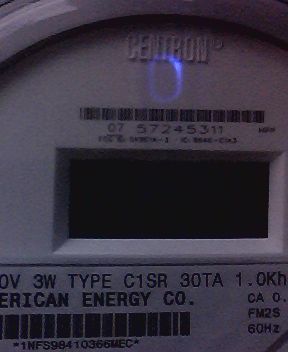 CENTRON®
07 57245311
0V 3W TYPE C1SR 30TA 1.0Kh
ERICAN ENERGY CO.
CA 0.
FM2S
60Hz
*1NFS98410366MEC*